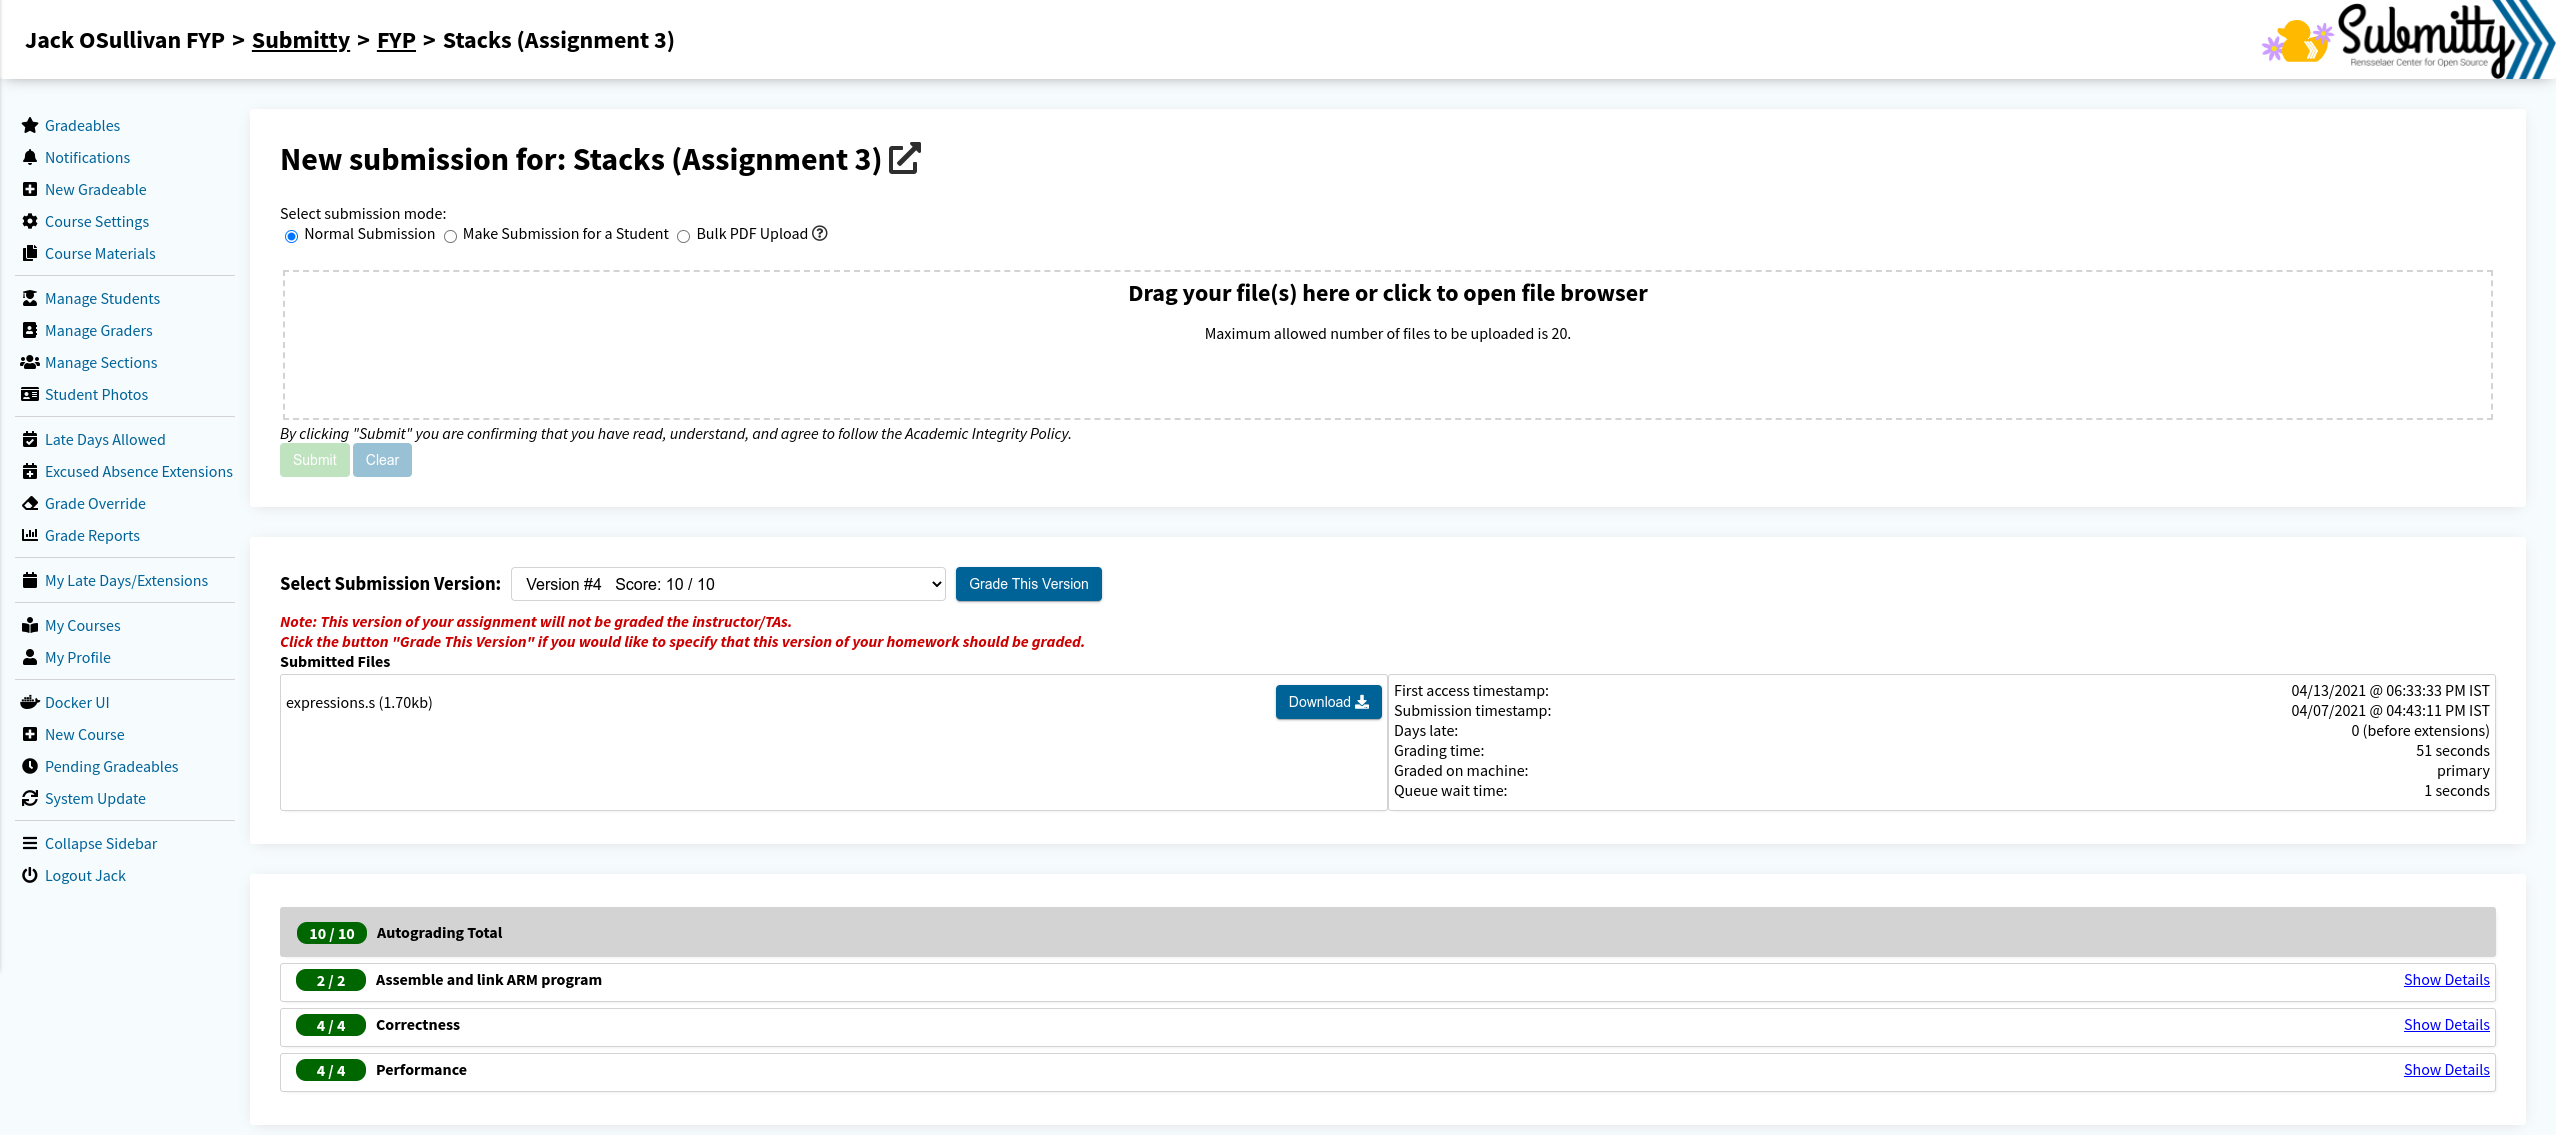 Jack OSullivan FYP > Submitty > FYP > Stacks (Assignment 3)
Submitty
Rensselaer Center for Open Source
Gradeables
Notifications
New Gradeable
Course Settings
Course Materials
Manage Students
Manage Graders
Manage Sections
Student Photos
Late Days Allowed
Excused Absence Extensions
Grade Override
Grade Reports
My Late Days/Extensions
My Courses
My Profile
Docker UI
New Course
Pending Gradeables
System Update
Collapse Sidebar
Logout Jack
New submission for: Stacks (Assignment 3)
Select submission mode:
Normal Submission Make Submission for a Student Bulk PDF Upload
Drag your file(s) here or click to open file browser
Maximum allowed number of files to be uploaded is 20.
By clicking "Submit" you are confirming that you have read, understand, and agree to follow the Academic Integrity Policy.
Submit Clear
Select Submission Version: Version #4 Score: 10 / 10 Grade This Version
Note: This version of your assignment will not be graded the instructor/TAs.
Click the button "Grade This Version" if you would like to specify that this version of your homework should be graded.
Submitted Files
expressions.s (1.70kb) Download
First access timestamp: 04/13/2021 @ 06:33:33 PM IST
Submission timestamp: 04/07/2021 @ 04:43:11 PM IST
Days late: 0 (before extensions)
Grading time: 51 seconds
Graded on machine: primary
Queue wait time: 1 seconds
10 / 10 Autograding Total
2 / 2 Assemble and link ARM program Show Details
4 / 4 Correctness Show Details
4 / 4 Performance Show Details